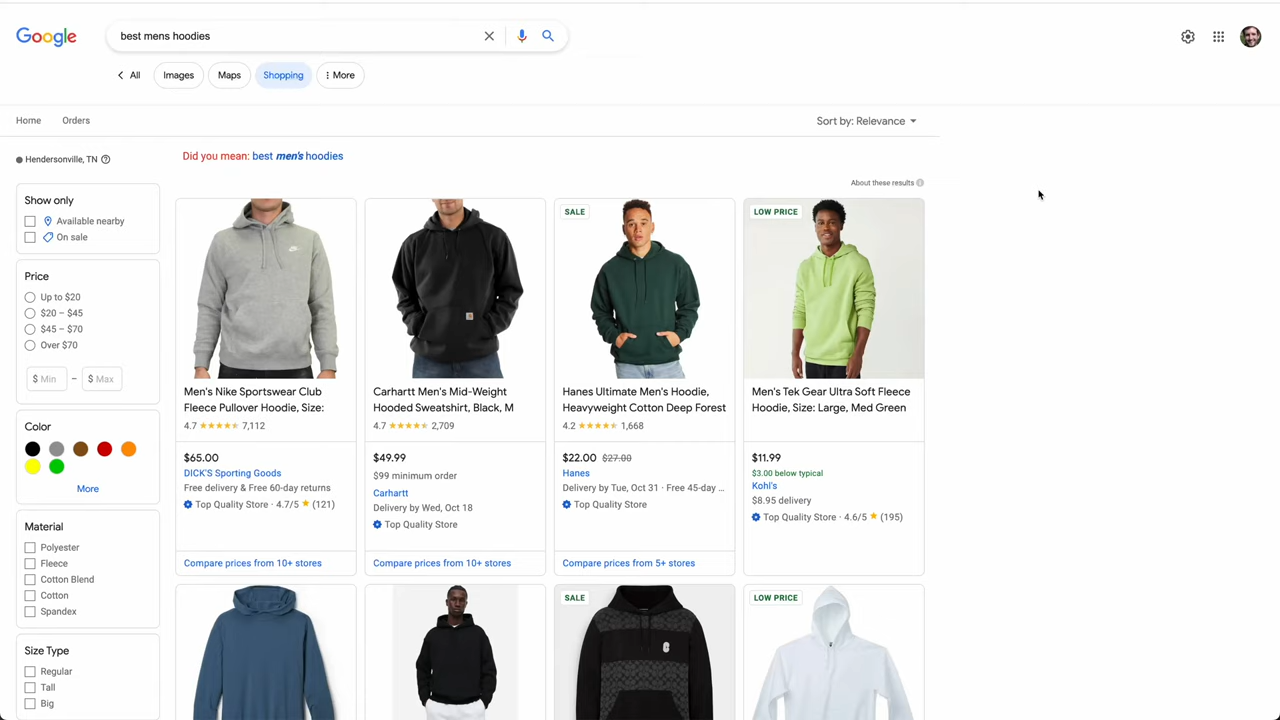 Google
best mens hoodies
All
Images
Maps
Shopping
More
Home
Orders
Sort by: Relevance
Hendersonville, TN
Did you mean: best men's hoodies
About these results
Show only
Available nearby
On sale
Price
Up to $20
$20 – $45
$45 – $70
Over $70
$ Min – $ Max
Color
More
Material
Polyester
Fleece
Cotton Blend
Cotton
Spandex
Size Type
Regular
Tall
Big
Men's Nike Sportswear Club
Fleece Pullover Hoodie, Size:
4.7 ★★★★★ 7,112
$65.00
DICK'S Sporting Goods
Free delivery & Free 60-day returns
Top Quality Store · 4.7/5 ★ (121)
Compare prices from 10+ stores
Carhartt Men's Mid-Weight
Hooded Sweatshirt, Black, M
4.7 ★★★★★ 2,709
$49.99
$99 minimum order
Carhartt
Delivery by Wed, Oct 18
Top Quality Store
Compare prices from 10+ stores
SALE
Hanes Ultimate Men's Hoodie,
Heavyweight Cotton Deep Forest
4.2 ★★★★★ 1,668
$22.00 $27.00
Hanes
Delivery by Tue, Oct 31 · Free 45-day ...
Top Quality Store
Compare prices from 5+ stores
LOW PRICE
Men's Tek Gear Ultra Soft Fleece
Hoodie, Size: Large, Med Green
$11.99
$3.00 below typical
Kohl's
$8.95 delivery
Top Quality Store · 4.6/5 ★ (195)
SALE
LOW PRICE